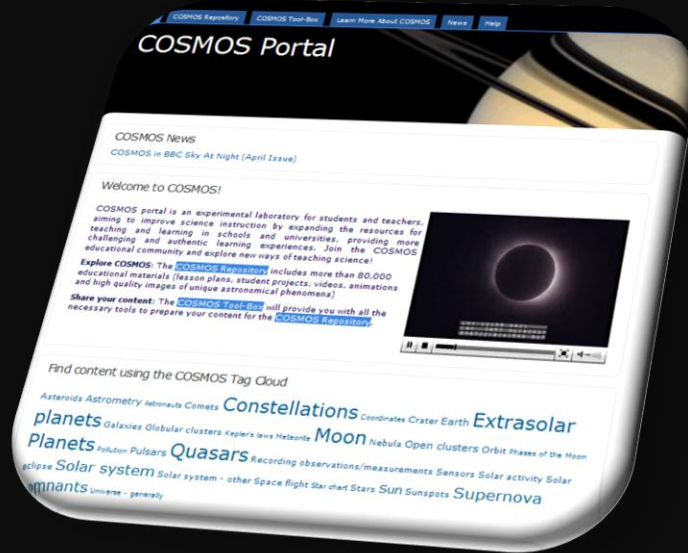 COSMOS Repository COSMOS Tool-Box Learn More About COSMOS News Help
COSMOS Portal
COSMOS News
COSMOS in BBC Sky At Night (April Issue)
Welcome to COSMOS!
COSMOS portal is an experimental laboratory for students and teachers,
aiming to improve science instruction by expanding the resources for
teaching and learning in schools and universities, providing more
challenging and authentic learning experiences. Join the COSMOS
educational community and explore new ways of teaching science!
Explore COSMOS: The COSMOS Repository includes more than 80.000
educational materials (lesson plans, student projects, videos, animations
and high quality images of unique astronomical phenomena)
Share your content: The COSMOS Tool-Box will provide you with all the
necessary tools to prepare your content for the COSMOS Repository.
Find content using the COSMOS Tag Cloud
Asteroids Astrometry Astronauts Comets Constellations Coordinates Crater Earth Extrasolar
planets Galaxies Globular clusters Kepler's laws Meteorite Moon Nebula Open clusters Orbit Phases of the Moon
Planets Pollution Pulsars Quasars Recording observations/measurements Sensors Solar activity Solar
eclipse Solar system Solar system - other Space flight Star chart Stars Sun Sunspots Supernova
omnants Universe - generally